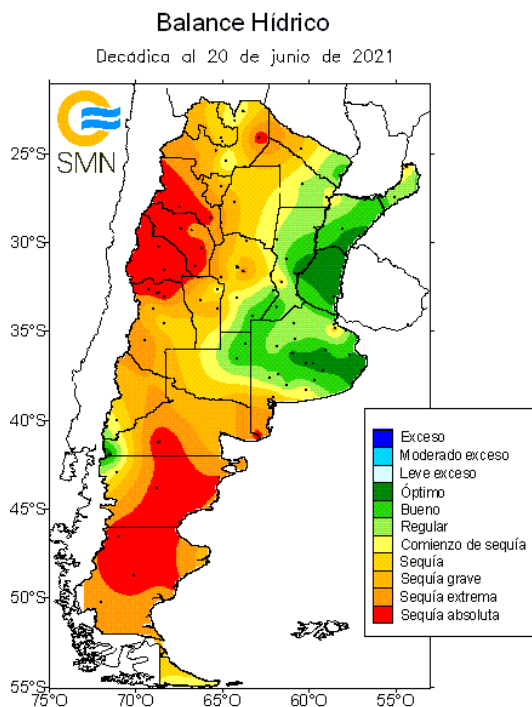 Balance Hídrico
Decádica al 20 de junio de 2021
SMN
25°S
30°S
35°S
40°S
45°S
50°S
55°S
75°O 70°O 65°O 60°O 55°O
Exceso
Moderado exceso
Leve exceso
Óptimo
Bueno
Regular
Comienzo de sequía
Sequía
Sequía grave
Sequía extrema
Sequía absoluta